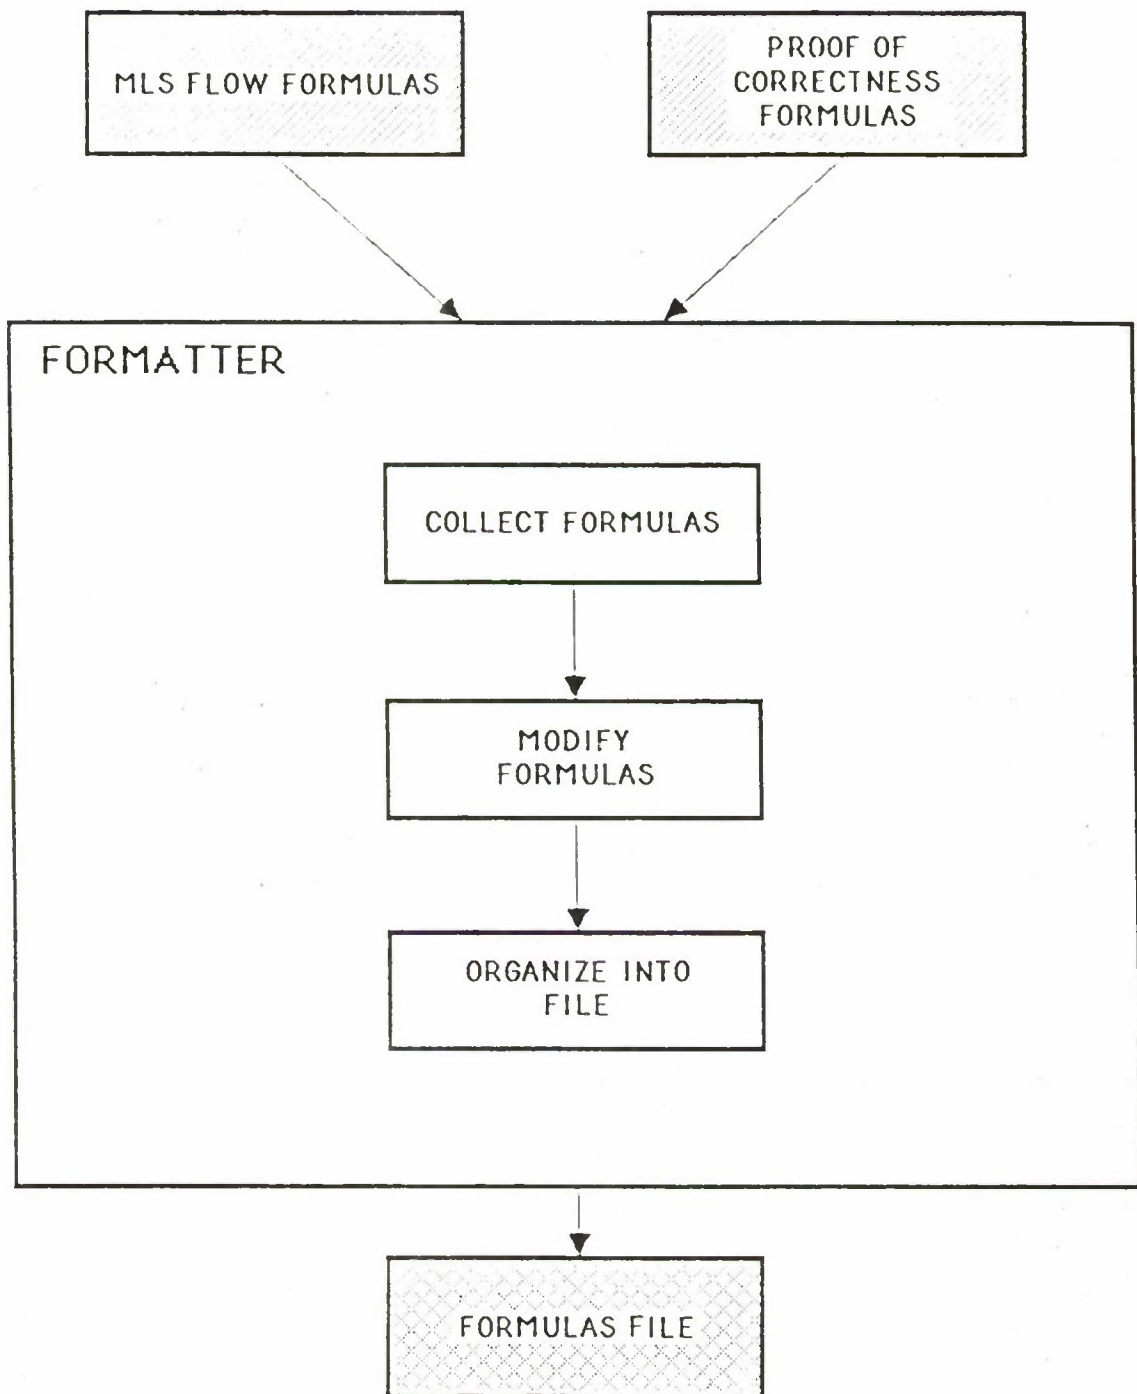 MLS FLOW FORMULAS
PROOF OF
CORRECTNESS
FORMULAS
FORMATTER
COLLECT FORMULAS
MODIFY
FORMULAS
ORGANIZE INTO
FILE
FORMULAS FILE